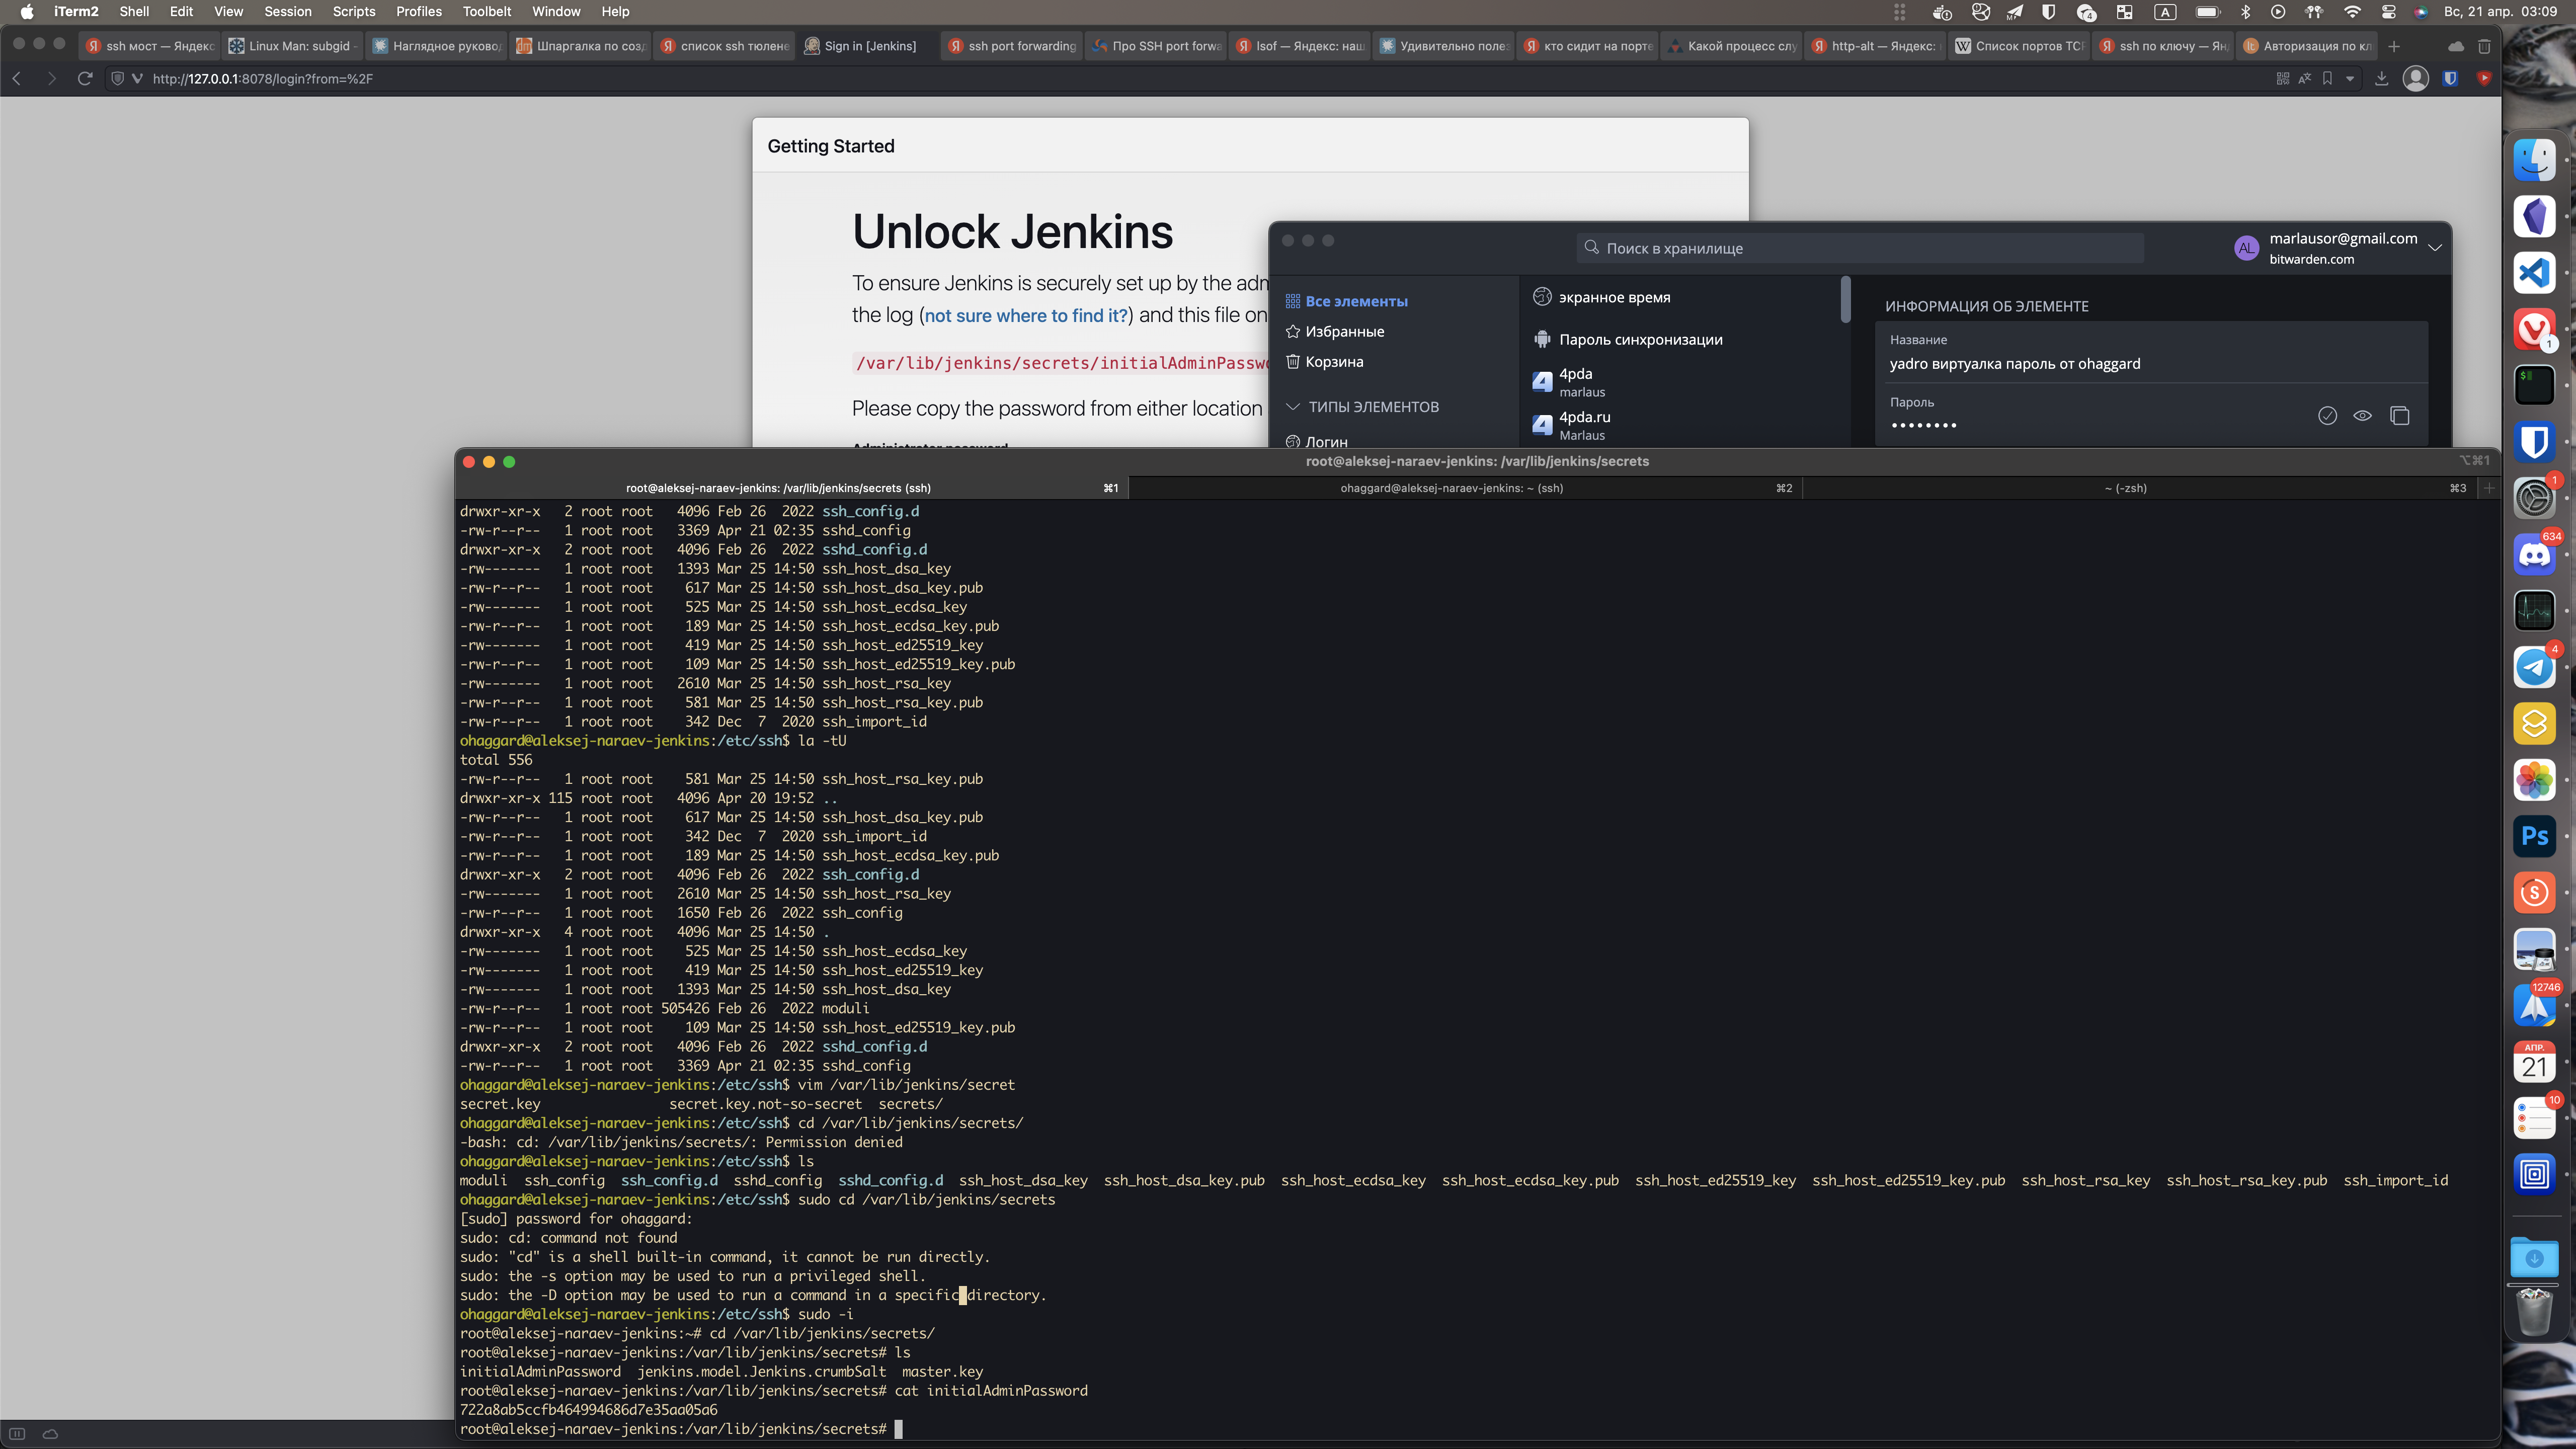 iTerm2 Shell Edit View Session Scripts Profiles Toolbelt Window Help
A
Вс, 21 апр. 03:09
ssh мост — Яндекс
Linux Man: subgid -
Наглядное руково
Шпаргалка по созд
список ssh тюлене
Sign in [Jenkins]
ssh port forwarding
Про SSH port forwa
lsof — Яндекс: наш
Удивительно полез
кто сидит на порте
Какой процесс слу
http-alt — Яндекс:
Список портов TCP
ssh по ключу — Ян
Авторизация по кл
http://127.0.0.1:8078/login?from=%2F
Getting Started
Unlock Jenkins
To ensure Jenkins is securely set up by the adm
the log (not sure where to find it?) and this file on
/var/lib/jenkins/secrets/initialAdminPasswo
Please copy the password from either location
Administrator password
Поиск в хранилище
AL
marlausor@gmail.com
bitwarden.com
Все элементы
Избранные
Корзина
ТИПЫ ЭЛЕМЕНТОВ
Логин
экранное время
Пароль синхронизации
4pda
marlaus
4pda.ru
Marlaus
ИНФОРМАЦИЯ ОБ ЭЛЕМЕНТЕ
Название
yadro виртуалка пароль от ohaggard
Пароль
••••••••
root@aleksej-naraev-jenkins: /var/lib/jenkins/secrets
⌥⌘1
root@aleksej-naraev-jenkins: /var/lib/jenkins/secrets (ssh) ⌘1
ohaggard@aleksej-naraev-jenkins: ~ (ssh) ⌘2
~ (-zsh) ⌘3
drwxr-xr-x   2 root root   4096 Feb 26  2022 ssh_config.d
-rw-r--r--   1 root root   3369 Apr 21 02:35 sshd_config
drwxr-xr-x   2 root root   4096 Feb 26  2022 sshd_config.d
-rw-------   1 root root   1393 Mar 25 14:50 ssh_host_dsa_key
-rw-r--r--   1 root root    617 Mar 25 14:50 ssh_host_dsa_key.pub
-rw-------   1 root root    525 Mar 25 14:50 ssh_host_ecdsa_key
-rw-r--r--   1 root root    189 Mar 25 14:50 ssh_host_ecdsa_key.pub
-rw-------   1 root root    419 Mar 25 14:50 ssh_host_ed25519_key
-rw-r--r--   1 root root    109 Mar 25 14:50 ssh_host_ed25519_key.pub
-rw-------   1 root root   2610 Mar 25 14:50 ssh_host_rsa_key
-rw-r--r--   1 root root    581 Mar 25 14:50 ssh_host_rsa_key.pub
-rw-r--r--   1 root root    342 Dec  7  2020 ssh_import_id
ohaggard@aleksej-naraev-jenkins:/etc/ssh$ la -tU
total 556
-rw-r--r--   1 root root    581 Mar 25 14:50 ssh_host_rsa_key.pub
drwxr-xr-x 115 root root   4096 Apr 20 19:52 ..
-rw-r--r--   1 root root    617 Mar 25 14:50 ssh_host_dsa_key.pub
-rw-r--r--   1 root root    342 Dec  7  2020 ssh_import_id
-rw-r--r--   1 root root    189 Mar 25 14:50 ssh_host_ecdsa_key.pub
drwxr-xr-x   2 root root   4096 Feb 26  2022 ssh_config.d
-rw-------   1 root root   2610 Mar 25 14:50 ssh_host_rsa_key
-rw-r--r--   1 root root   1650 Feb 26  2022 ssh_config
drwxr-xr-x   4 root root   4096 Mar 25 14:50 .
-rw-------   1 root root    525 Mar 25 14:50 ssh_host_ecdsa_key
-rw-------   1 root root    419 Mar 25 14:50 ssh_host_ed25519_key
-rw-------   1 root root   1393 Mar 25 14:50 ssh_host_dsa_key
-rw-r--r--   1 root root 505426 Feb 26  2022 moduli
-rw-r--r--   1 root root    109 Mar 25 14:50 ssh_host_ed25519_key.pub
drwxr-xr-x   2 root root   4096 Feb 26  2022 sshd_config.d
-rw-r--r--   1 root root   3369 Apr 21 02:35 sshd_config
ohaggard@aleksej-naraev-jenkins:/etc/ssh$ vim /var/lib/jenkins/secret
secret.key                secret.key.not-so-secret  secrets/
ohaggard@aleksej-naraev-jenkins:/etc/ssh$ cd /var/lib/jenkins/secrets/
-bash: cd: /var/lib/jenkins/secrets/: Permission denied
ohaggard@aleksej-naraev-jenkins:/etc/ssh$ ls
moduli  ssh_config  ssh_config.d  sshd_config  sshd_config.d  ssh_host_dsa_key  ssh_host_dsa_key.pub  ssh_host_ecdsa_key  ssh_host_ecdsa_key.pub  ssh_host_ed25519_key  ssh_host_ed25519_key.pub  ssh_host_rsa_key  ssh_host_rsa_key.pub  ssh_import_id
ohaggard@aleksej-naraev-jenkins:/etc/ssh$ sudo cd /var/lib/jenkins/secrets
[sudo] password for ohaggard:
sudo: cd: command not found
sudo: "cd" is a shell built-in command, it cannot be run directly.
sudo: the -s option may be used to run a privileged shell.
sudo: the -D option may be used to run a command in a specific directory.
ohaggard@aleksej-naraev-jenkins:/etc/ssh$ sudo -i
root@aleksej-naraev-jenkins:~# cd /var/lib/jenkins/secrets/
root@aleksej-naraev-jenkins:/var/lib/jenkins/secrets# ls
initialAdminPassword  jenkins.model.Jenkins.crumbSalt  master.key
root@aleksej-naraev-jenkins:/var/lib/jenkins/secrets# cat initialAdminPassword
722a8ab5ccfb464994686d7e35aa05a6
root@aleksej-naraev-jenkins:/var/lib/jenkins/secrets#
1
1
634
4
Ps
S
12746
АПР.
21
10